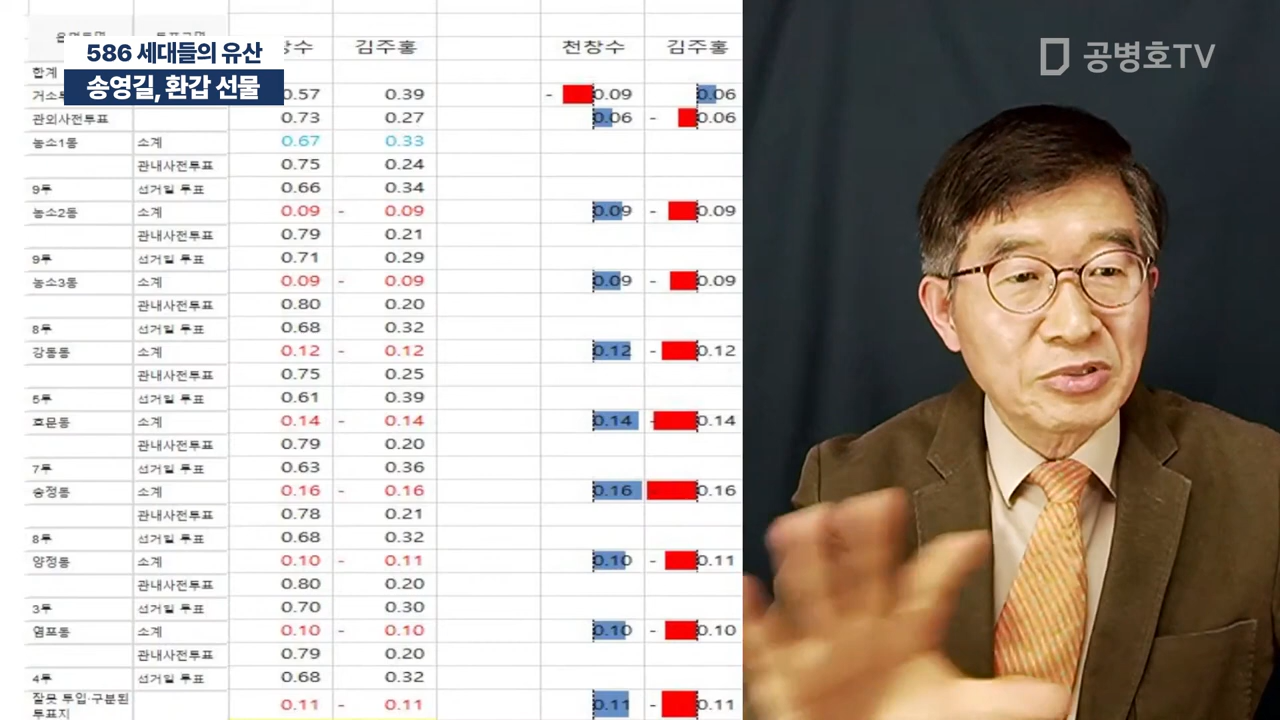 586 세대들의 유산
송영길, 환갑 선물
공병호TV
김주홍 천창수 김주홍
합계
0.57 0.39 - 0.09 0.06
관외사전투표 0.73 0.27 0.06 - 0.06
농소1동 소계 0.67 0.33
관내사전투표 0.75 0.24
9투 선거일 투표 0.66 0.34
농소2동 소계 0.09 - 0.09 0.09 - 0.09
관내사전투표 0.79 0.21
9투 선거일 투표 0.71 0.29
농소3동 소계 0.09 - 0.09 0.09 - 0.09
관내사전투표 0.80 0.20
8투 선거일 투표 0.68 0.32
강동동 소계 0.12 - 0.12 0.12 - 0.12
관내사전투표 0.75 0.25
5투 선거일 투표 0.61 0.39
효문동 소계 0.14 - 0.14 0.14 - 0.14
관내사전투표 0.79 0.20
7투 선거일 투표 0.63 0.36
송정동 소계 0.16 - 0.16 0.16 0.16
관내사전투표 0.78 0.21
8투 선거일 투표 0.68 0.32
양정동 소계 0.10 - 0.11 0.10 - 0.11
관내사전투표 0.80 0.20
3투 선거일 투표 0.70 0.30
염포동 소계 0.10 - 0.10 0.10 - 0.10
관내사전투표 0.79 0.20
4투 선거일 투표 0.68 0.32
잘못 투입·구분된
투표지 0.11 - 0.11 0.11 - 0.11